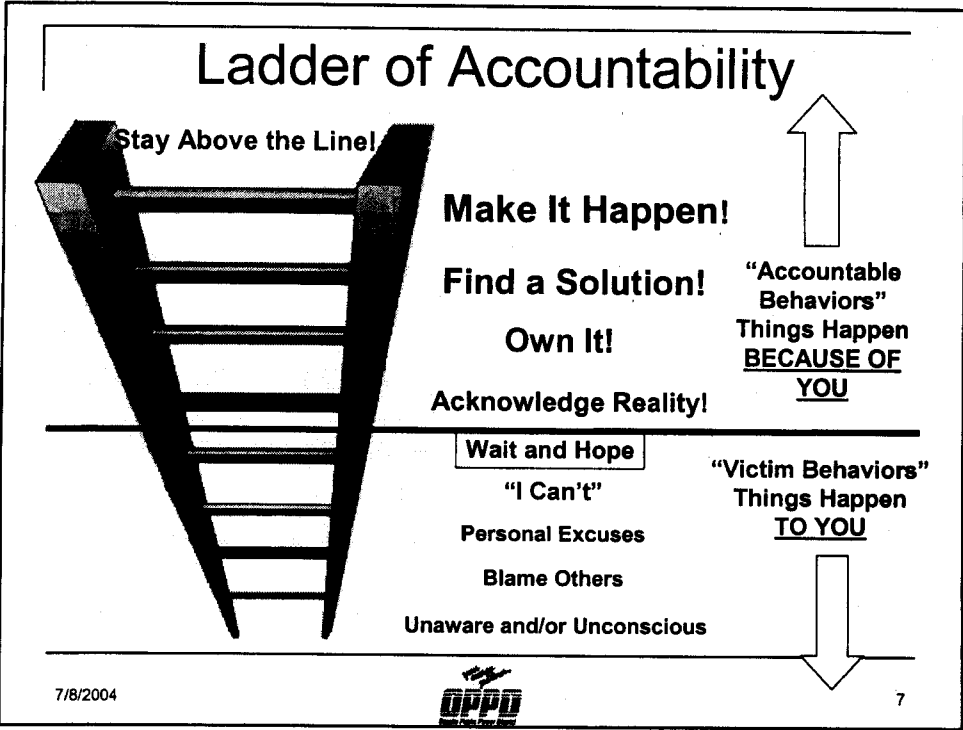 Ladder of Accountability
Stay Above the Line!
Make It Happen!
Find a Solution!
Own It!
Acknowledge Reality!
"Accountable
Behaviors"
Things Happen
BECAUSE OF
YOU
Wait and Hope
"I Can't"
Personal Excuses
Blame Others
Unaware and/or Unconscious
"Victim Behaviors"
Things Happen
TO YOU
7/8/2004
OPPD
7